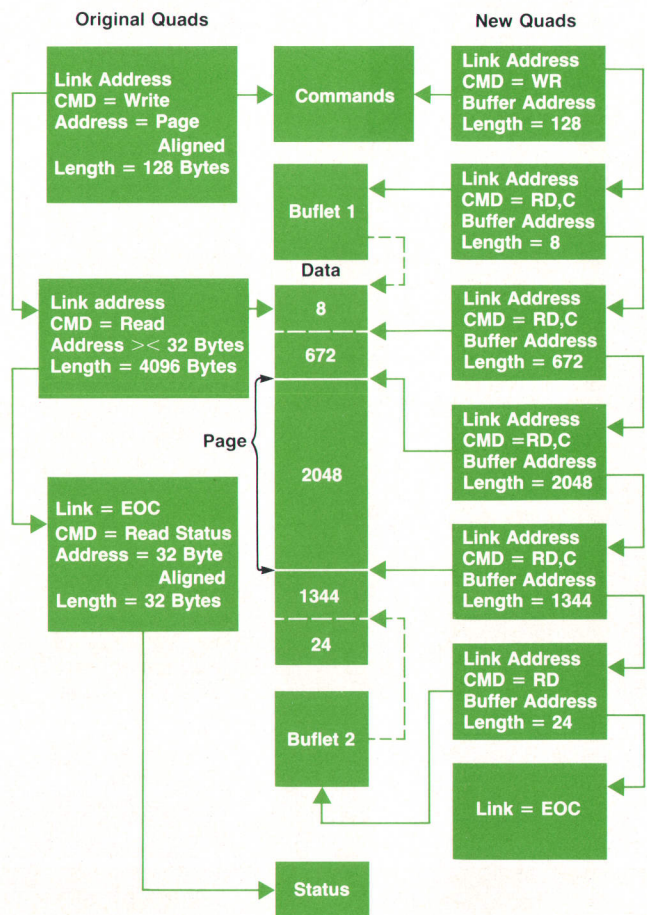 Original Quads
Link Address
CMD = Write
Address = Page
Aligned
Length = 128 Bytes
Link address
CMD = Read
Address >< 32 Bytes
Length = 4096 Bytes
Link = EOC
CMD = Read Status
Address = 32 Byte
Aligned
Length = 32 Bytes
Commands
Buflet 1
Data
8
672
Page
2048
1344
24
Buflet 2
Status
New Quads
Link Address
CMD = WR
Buffer Address
Length = 128
Link Address
CMD = RD,C
Buffer Address
Length = 8
Link Address
CMD = RD,C
Buffer Address
Length = 672
Link Address
CMD =RD,C
Buffer Address
Length = 2048
Link Address
CMD = RD,C
Buffer Address
Length = 1344
Link Address
CMD = RD
Buffer Address
Length = 24
Link = EOC